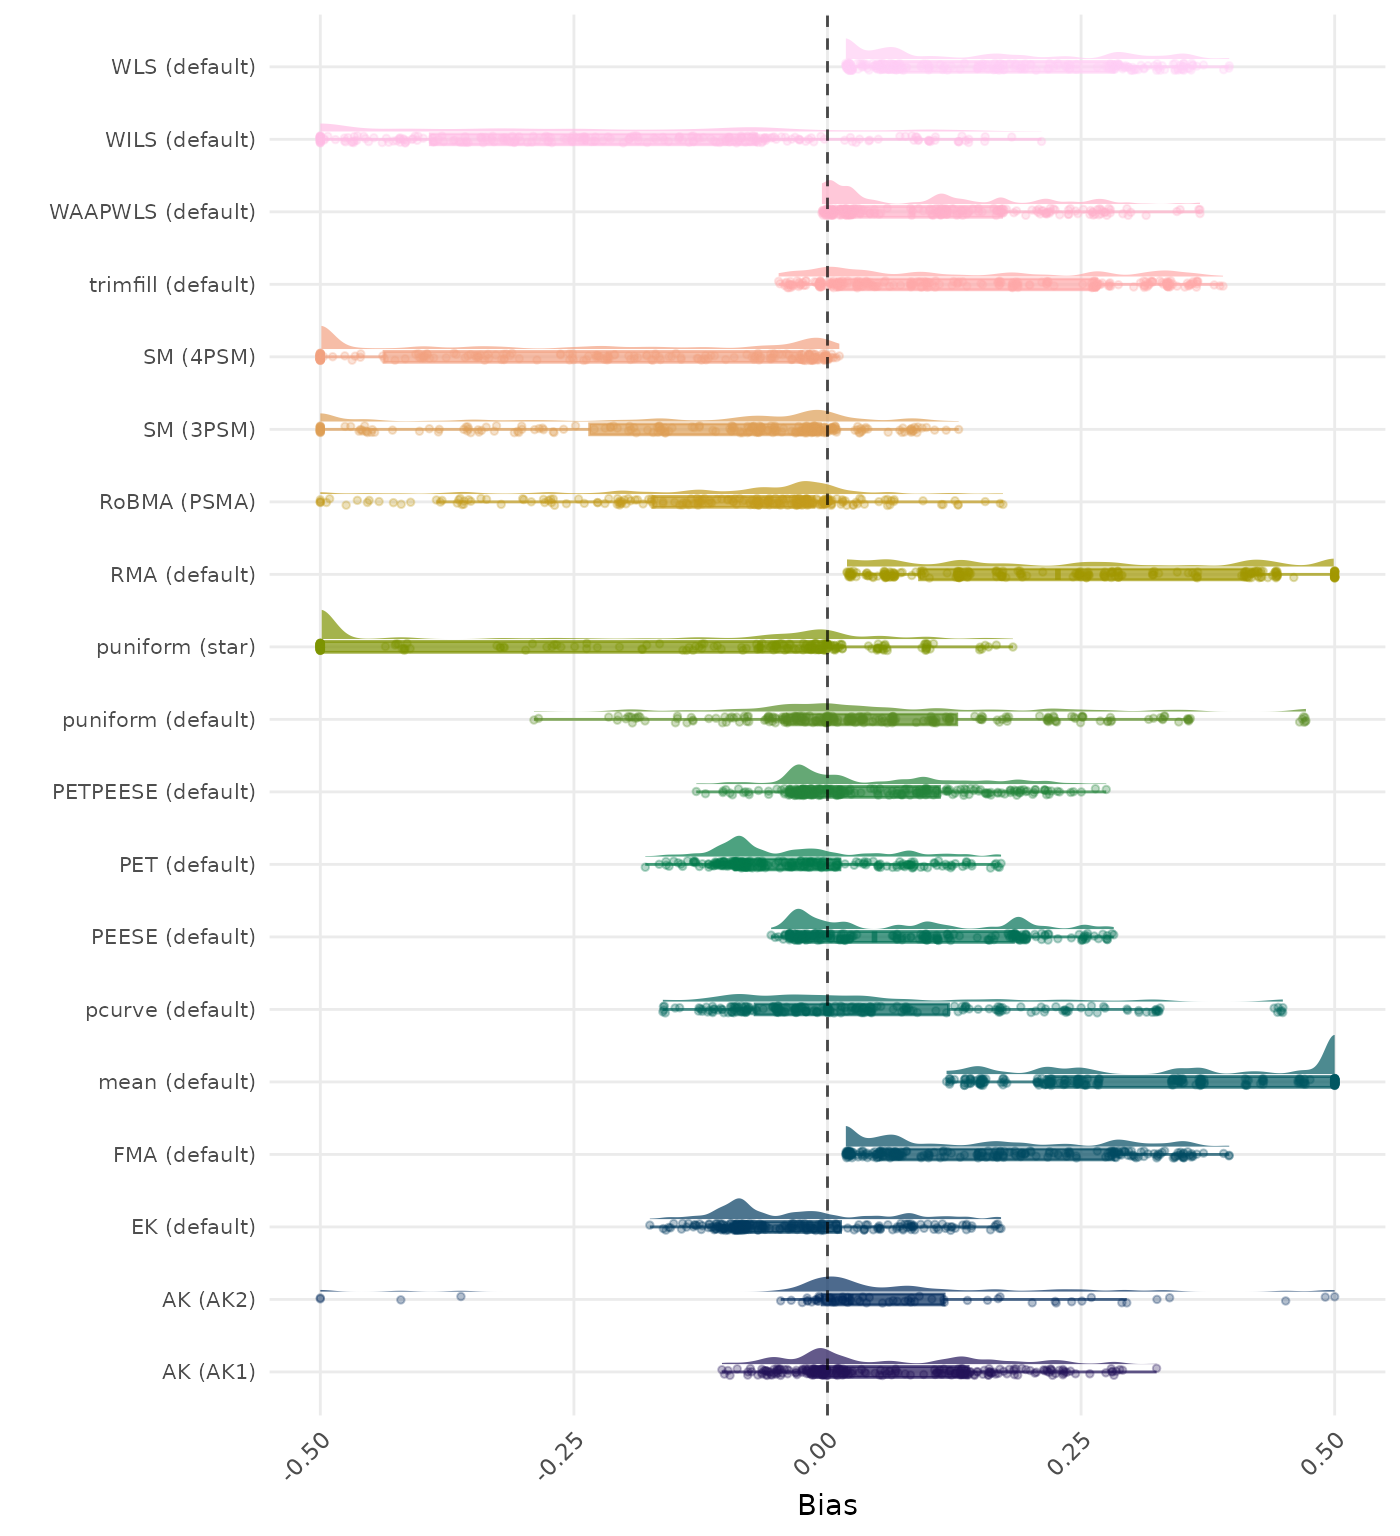 WLS (default)
WILS (default)
WAAPWLS (default)
trimfill (default)
SM (4PSM)
SM (3PSM)
RoBMA (PSMA)
RMA (default)
puniform (star)
puniform (default)
PETPEESE (default)
PET (default)
PEESE (default)
pcurve (default)
mean (default)
FMA (default)
EK (default)
AK (AK2)
AK (AK1)
-0.50 -0.25 0.00 0.25 0.50
Bias